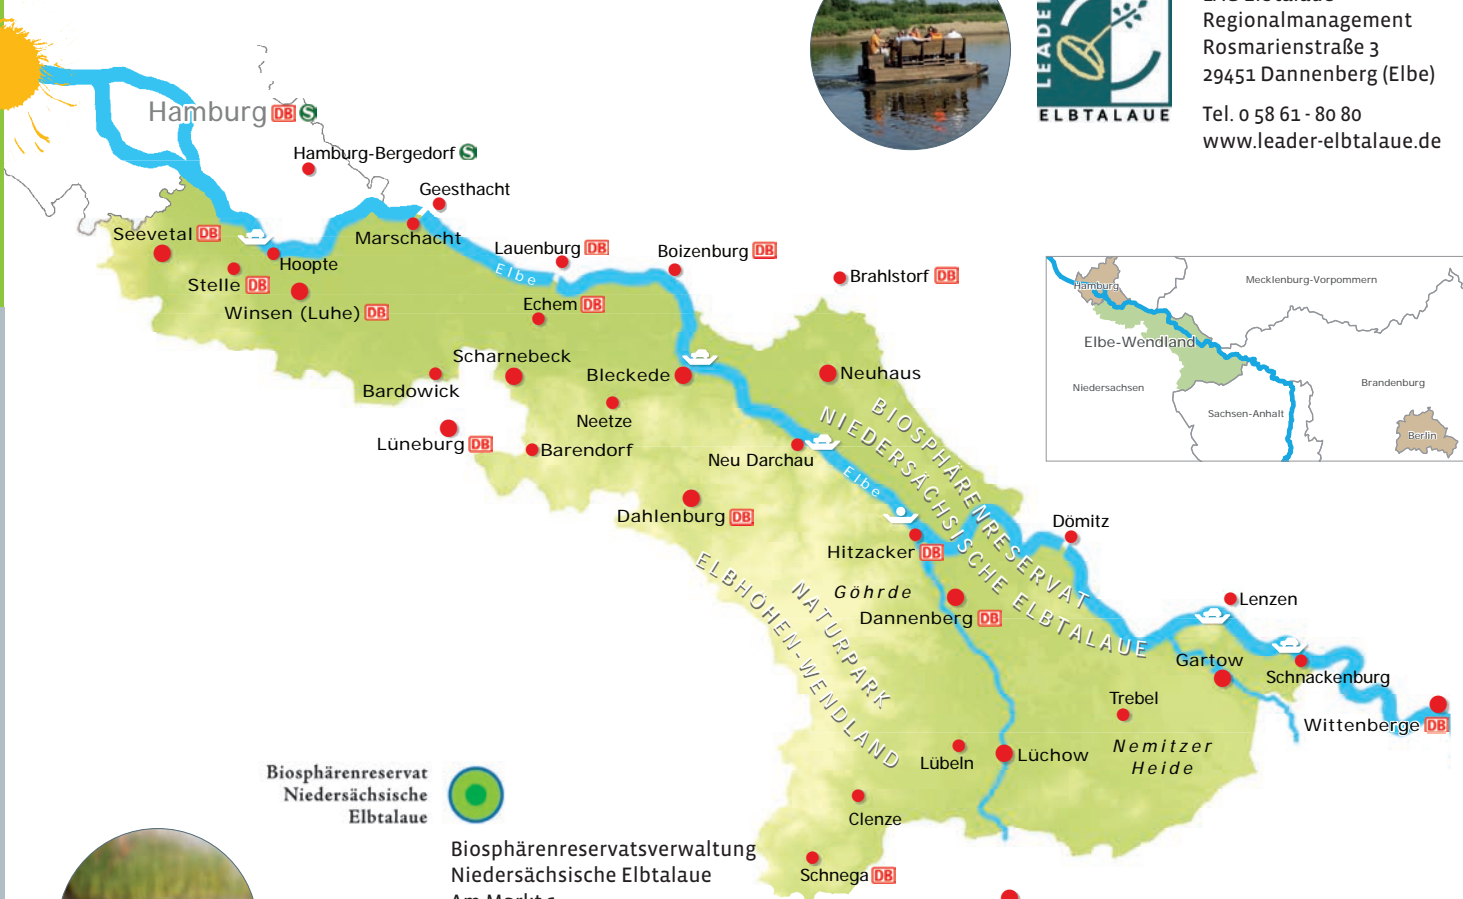 Regionalmanagement
Rosmarienstraße 3
29451 Dannenberg (Elbe)
Tel. 0 58 61 - 80 80
www.leader-elbtalaue.de
LEADER
ELBTALAUE
Hamburg DB S
Hamburg-Bergedorf S
Geesthacht
Seevetal DB
Marschacht
Hoopte
Stelle DB
Winsen (Luhe) DB
Lauenburg DB
Elbe
Boizenburg DB
Brahlstorf DB
Echem DB
Scharnebeck
Bardowick
Bleckede
Neuhaus
Neetze
Lüneburg DB
Barendorf
Neu Darchau
Elbe
Dahlenburg DB
BIOSPHÄRENRESERVAT
NIEDERSÄCHSISCHE ELBTALAUE
Dömitz
Hitzacker DB
Göhrde
Dannenberg DB
NATURPARK
ELBHÖHEN-WENDLAND
Lenzen
Gartow
Schnackenburg
Trebel
Wittenberge DB
Nemitzer
Heide
Lübeln
Lüchow
Clenze
Schnega DB
Hamburg
Mecklenburg-Vorpommern
Elbe-Wendland
Niedersachsen
Brandenburg
Sachsen-Anhalt
Berlin
Biosphärenreservat
Niedersächsische
Elbtalaue
Biosphärenreservatsverwaltung
Niedersächsische Elbtalaue